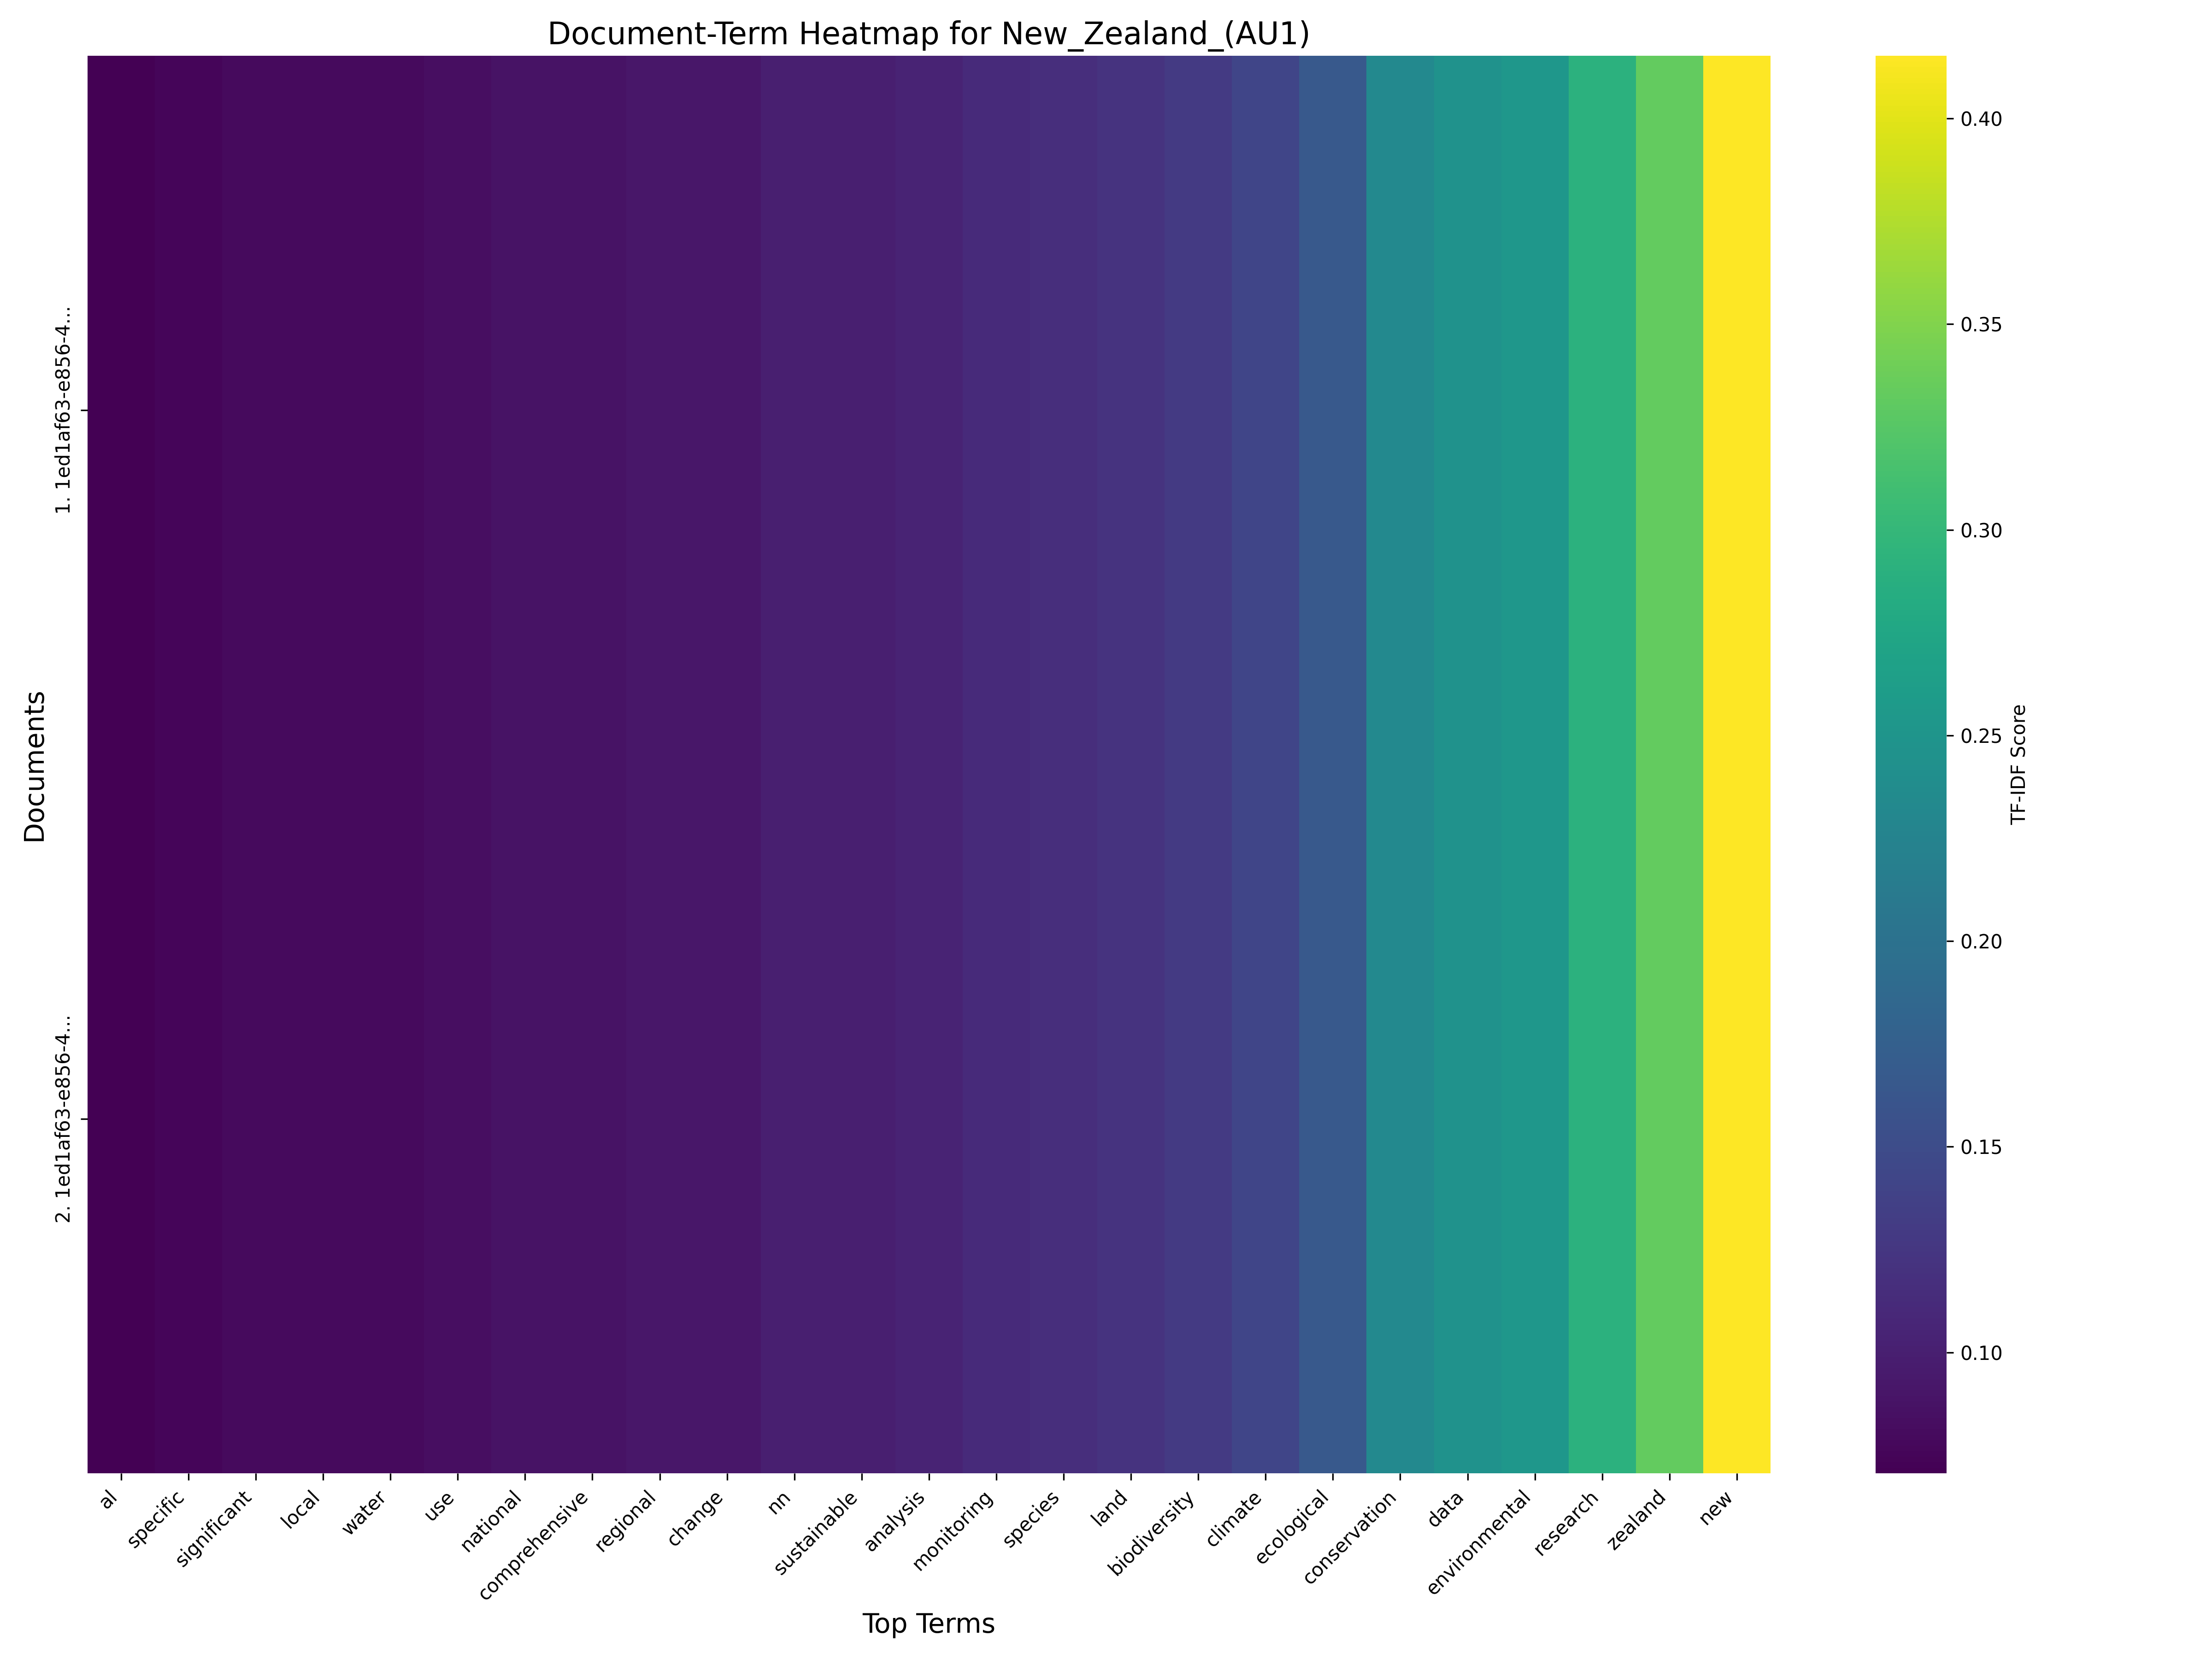 Document-Term Heatmap for New_Zealand_(AU1)
Documents
1. 1ed1af63-e856-4...
2. 1ed1af63-e856-4...
al
specific
significant
local
water
use
national
comprehensive
regional
change
nn
sustainable
analysis
monitoring
species
land
biodiversity
climate
ecological
conservation
data
environmental
research
zealand
new
Top Terms
0.40
0.35
0.30
0.25
0.20
0.15
0.10
TF-IDF Score